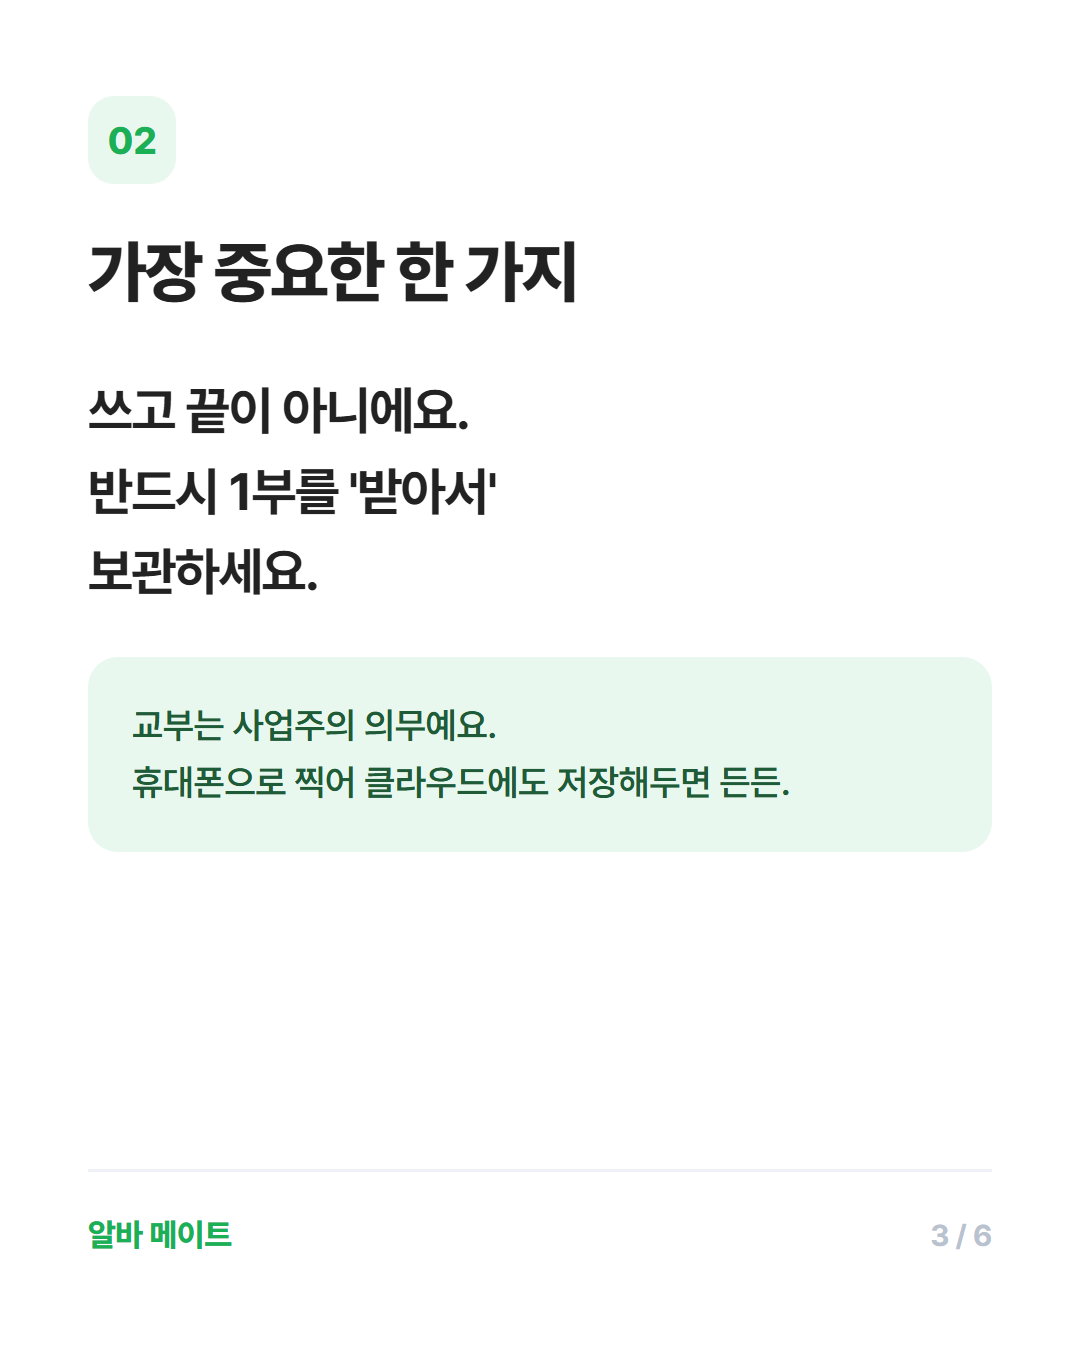 02
가장 중요한 한 가지
쓰고 끝이 아니에요.
반드시 1부를 '받아서'
보관하세요.
교부는 사업주의 의무예요.
휴대폰으로 찍어 클라우드에도 저장해두면 든든.
알바 메이트
3 / 6